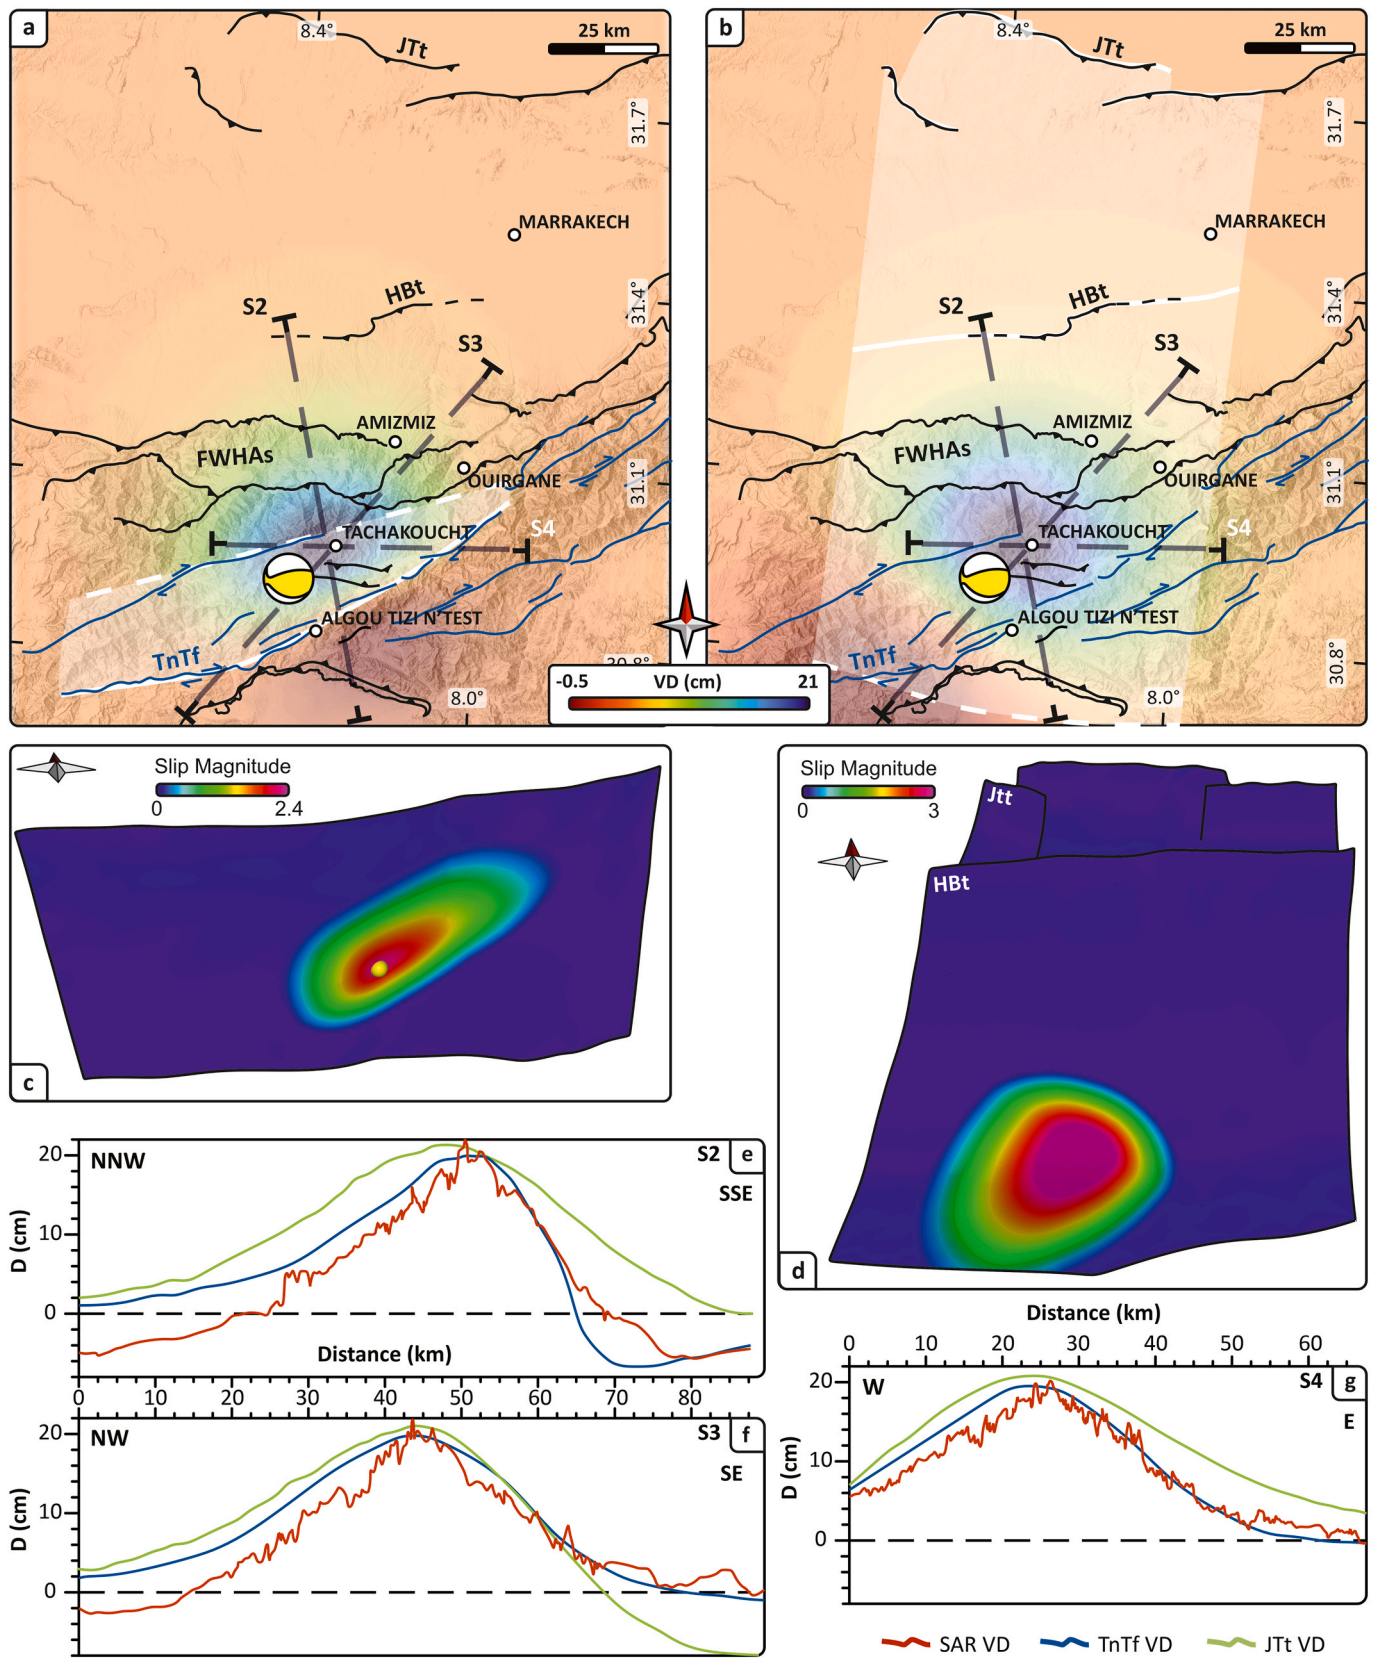 a
8.4°
JTt
25 km
31.7°
MARRAKECH
31.4°
S2
HBt
S3
AMIZMIZ
FWHAs
OUIRGANE
31.1°
TACHAKOUCHT
S4
ALGOU TIZI N'TEST
TnTf
30.8°
8.0°
b
8.4°
JTt
25 km
31.7°
MARRAKECH
31.4°
S2
HBt
S3
AMIZMIZ
FWHAs
OUIRGANE
31.1°
TACHAKOUCHT
S4
ALGOU TIZI N'TEST
TnTf
30.8°
8.0°
-0.5 VD (cm) 21
Slip Magnitude
0 2.4
c
Slip Magnitude
0 3
Jtt
HBt
d
20
10
0
D (cm)
NNW
S2 e
SSE
Distance (km)
0 10 20 30 40 50 60 70 80
20
10
0
D (cm)
NW
S3 f
SE
Distance (km)
0 10 20 30 40 50 60
20
10
0
D (cm)
W
S4 g
E
SAR VD TnTf VD JTt VD